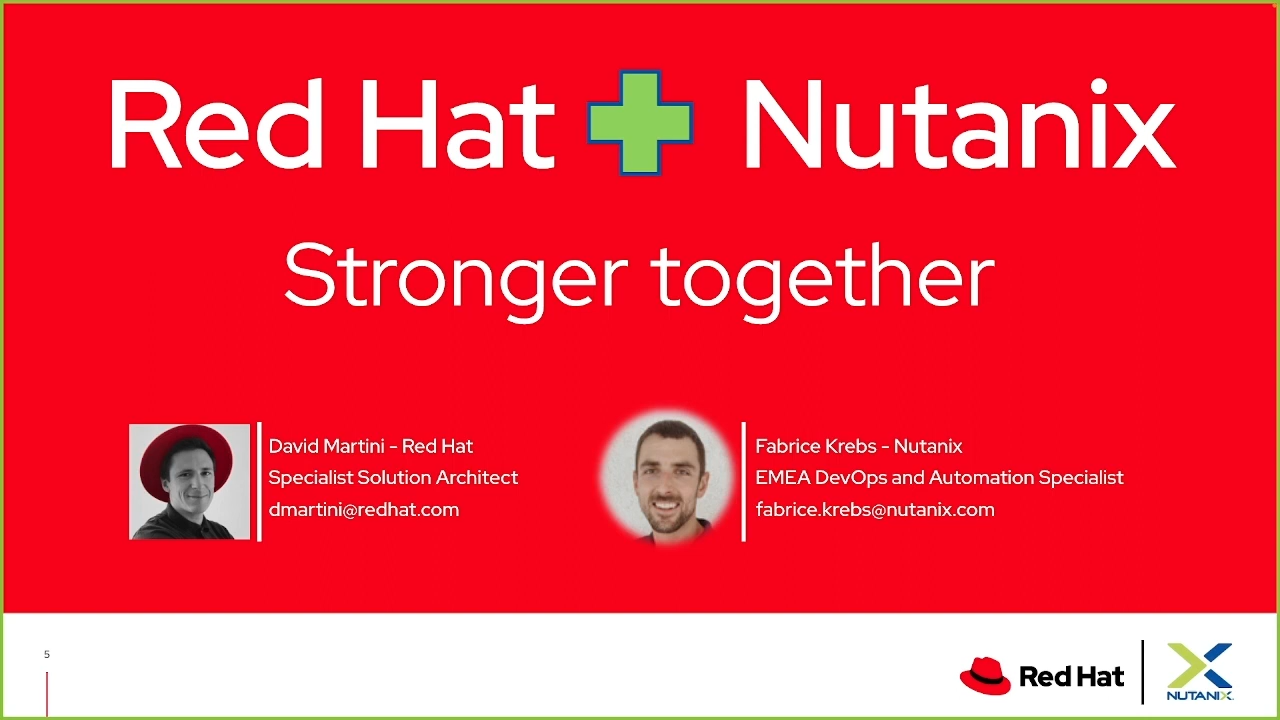 Red Hat Nutanix
Stronger together
David Martini - Red Hat
Specialist Solution Architect
dmartini@redhat.com
Fabrice Krebs - Nutanix
EMEA DevOps and Automation Specialist
fabrice.krebs@nutanix.com
5
Red Hat
NUTANIX